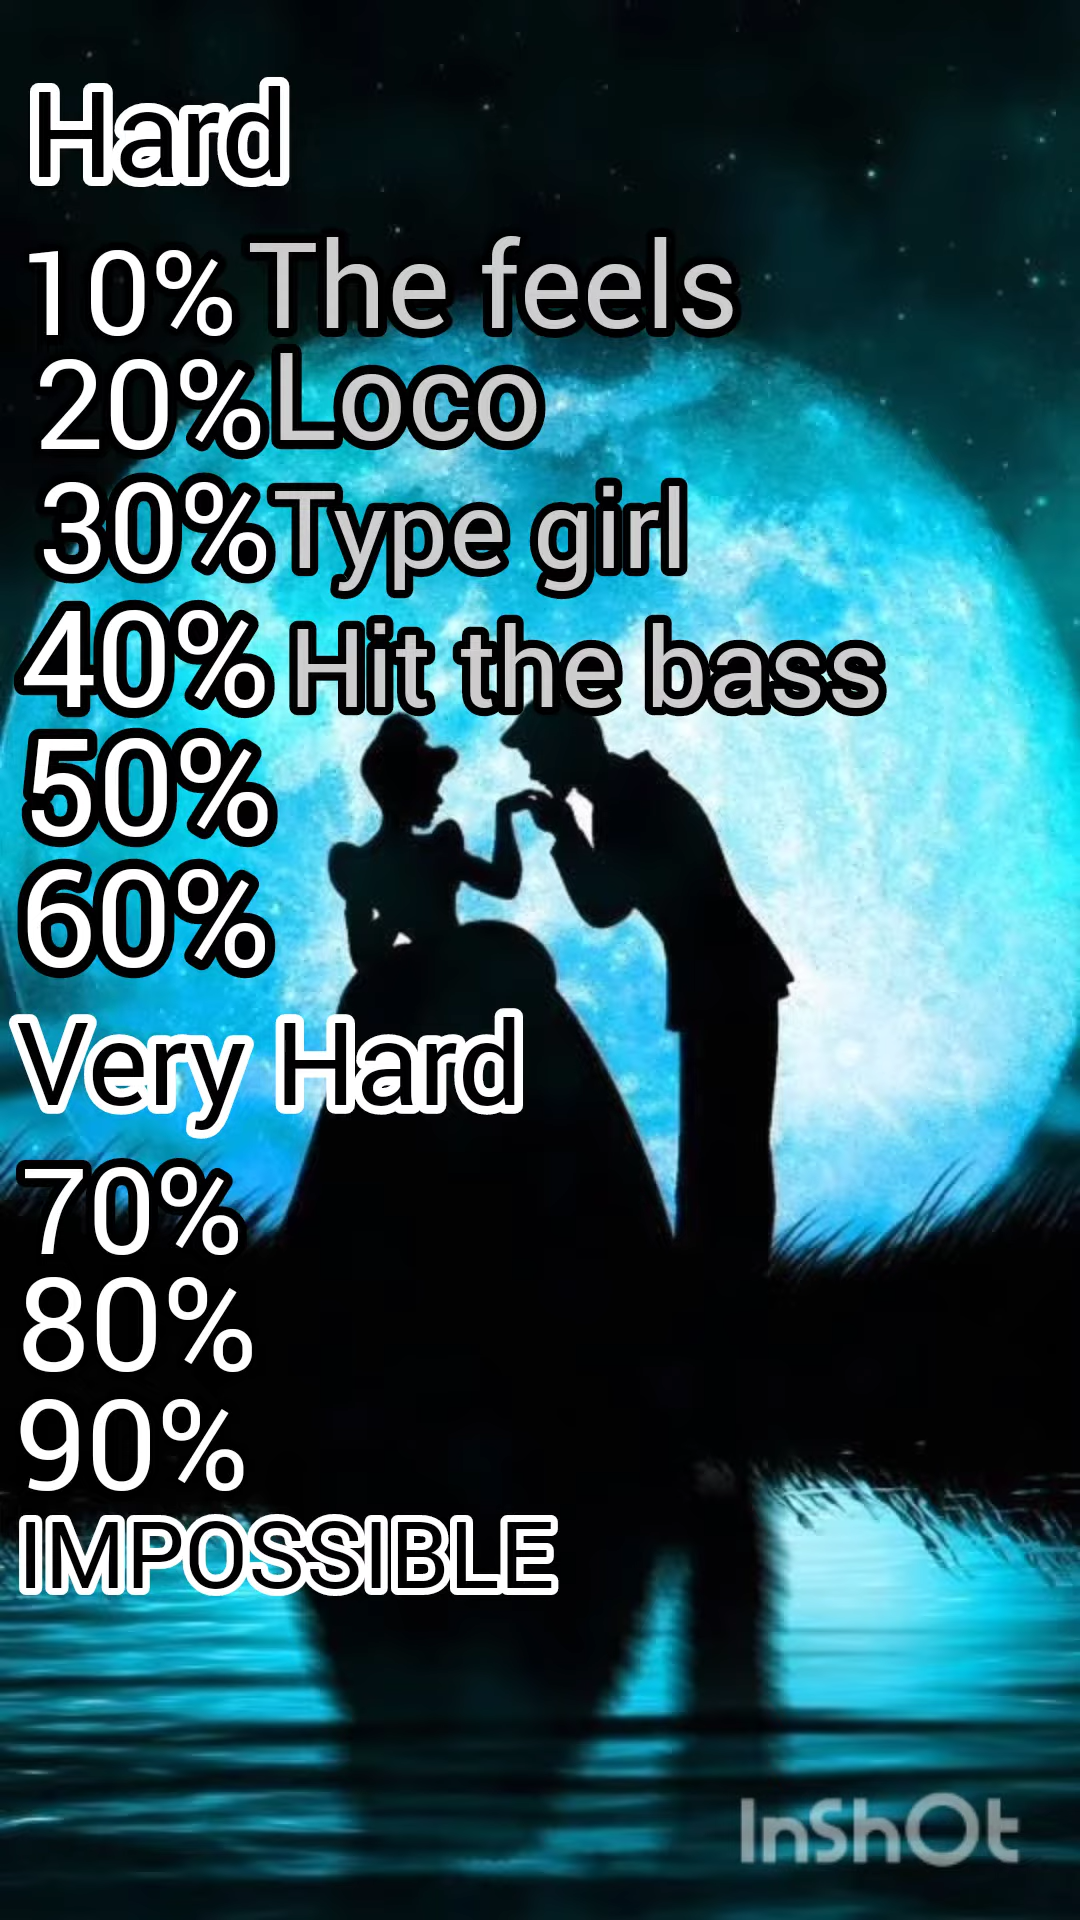 Hard
10% The feels
20% Loco
30% Type girl
40% Hit the bass
50%
60%
Very Hard
70%
80%
90%
IMPOSSIBLE
InShOt